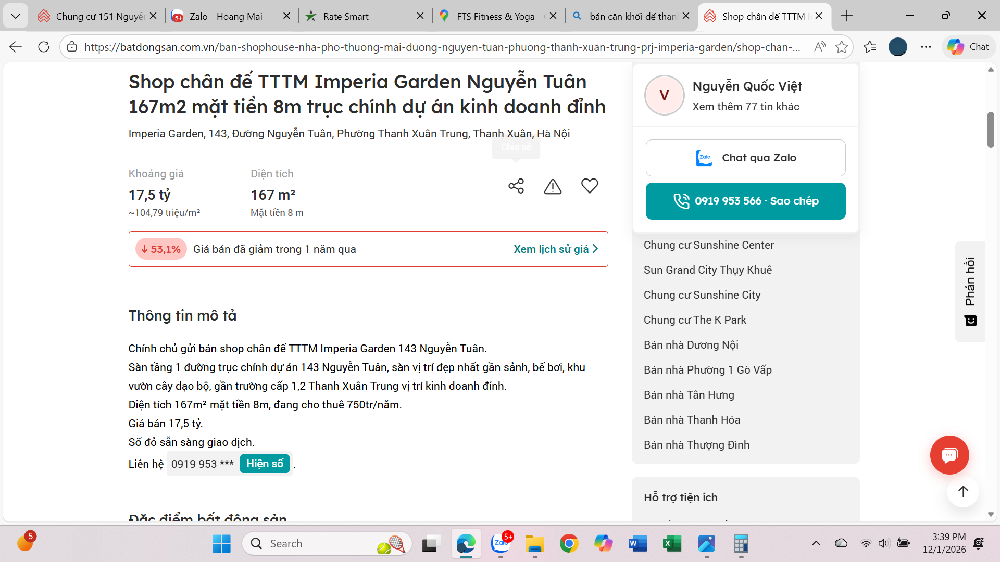 Chung cư 151 Nguyễn
Zalo - Hoang Mai
Rate Smart
FTS Fitness & Yoga -
bán căn khối đế thanh
Shop chân đế TTTM I
https://batdongsan.com.vn/ban-shophouse-nha-pho-thuong-mai-duong-nguyen-tuan-phuong-thanh-xuan-trung-prj-imperia-garden/shop-chan-...
Chat
Shop chân đế TTTM Imperia Garden Nguyễn Tuân
167m2 mặt tiền 8m trục chính dự án kinh doanh đỉnh
Imperia Garden, 143, Đường Nguyễn Tuân, Phường Thanh Xuân Trung, Thanh Xuân, Hà Nội
Chia sẻ
Khoảng giá
17,5 tỷ
~104,79 triệu/m²
Diện tích
167 m²
Mặt tiền 8 m
53,1%
Giá bán đã giảm trong 1 năm qua
Xem lịch sử giá
Thông tin mô tả
Chính chủ gửi bán shop chân đế TTTM Imperia Garden 143 Nguyễn Tuân.
Sàn tầng 1 đường trục chính dự án 143 Nguyễn Tuân, sàn vị trí đẹp nhất gần sảnh, bể bơi, khu
vườn cây dạo bộ, gần trường cấp 1,2 Thanh Xuân Trung vị trí kinh doanh đỉnh.
Diện tích 167m² mặt tiền 8m, đang cho thuê 750tr/năm.
Giá bán 17,5 tỷ.
Sổ đỏ sẵn sàng giao dịch.
Liên hệ 0919 953 *** Hiện số .
Đặc điểm bất động sản
V
Nguyễn Quốc Việt
Xem thêm 77 tin khác
Zalo
Chat qua Zalo
0919 953 566 · Sao chép
Chung cư Sunshine Center
Sun Grand City Thụy Khuê
Chung cư Sunshine City
Chung cư The K Park
Bán nhà Dương Nội
Bán nhà Phường 1 Gò Vấp
Bán nhà Tân Hưng
Bán nhà Thanh Hóa
Bán nhà Thượng Đình
Hỗ trợ tiện ích
Phản hồi
5
Search
Zalo
5+
3:39 PM
12/1/2026